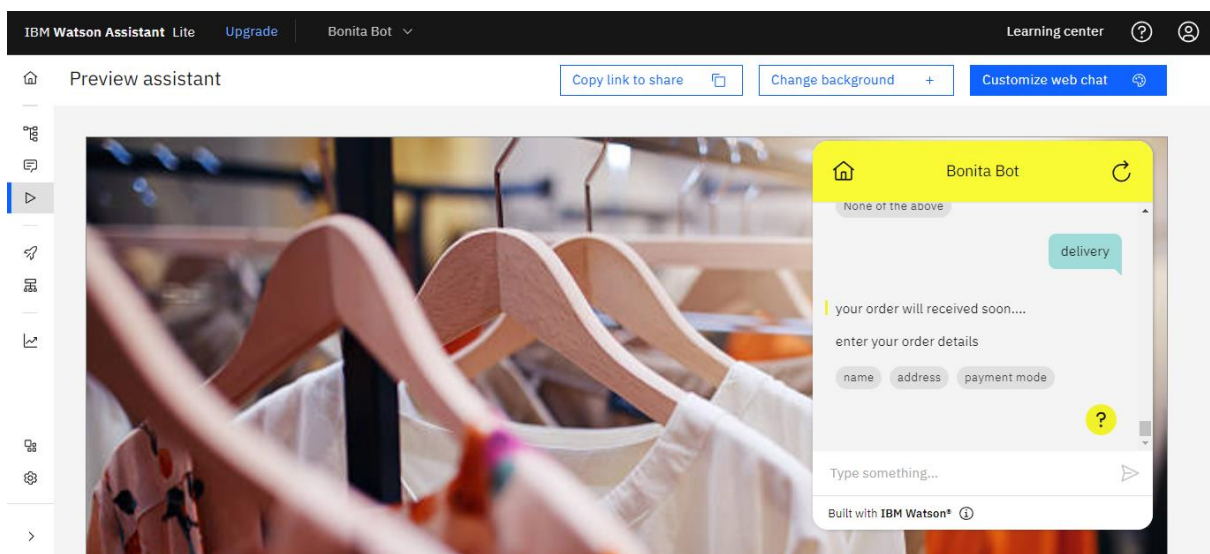 IBM Watson Assistant Lite Upgrade Bonita Bot Learning center
Preview assistant Copy link to share Change background + Customize web chat
Bonita Bot
None of the above
delivery
your order will received soon....
enter your order details
name address payment mode
?
Type something...
Built with IBM Watson®